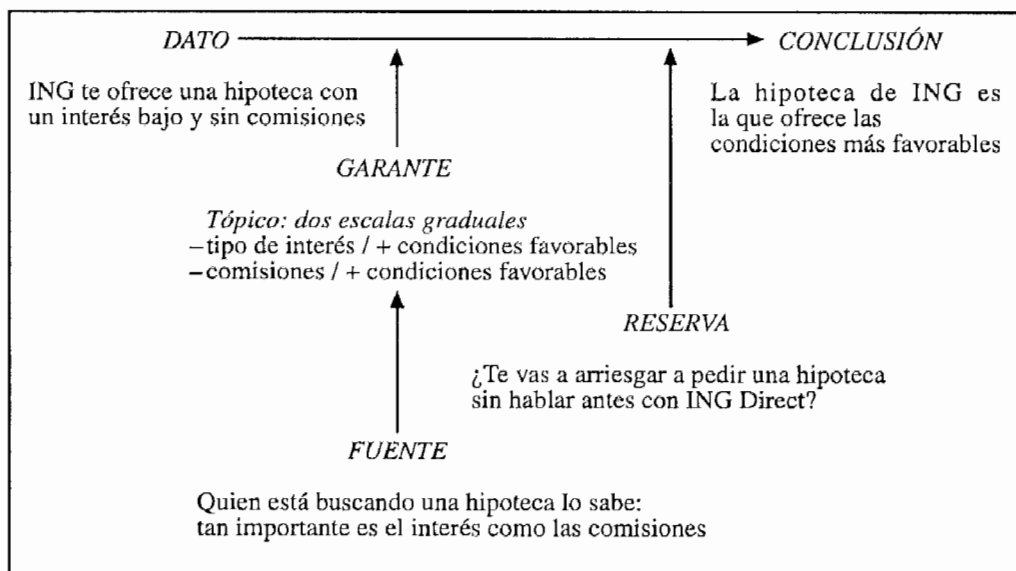 DATO
CONCLUSIÓN
ING te ofrece una hipoteca con
un interés bajo y sin comisiones
La hipoteca de ING es
la que ofrece las
condiciones más favorables
GARANTE
Tópico: dos escalas graduales
–tipo de interés / + condiciones favorables
–comisiones / + condiciones favorables
RESERVA
¿Te vas a arriesgar a pedir una hipoteca
sin hablar antes con ING Direct?
FUENTE
Quien está buscando una hipoteca lo sabe:
tan importante es el interés como las comisiones